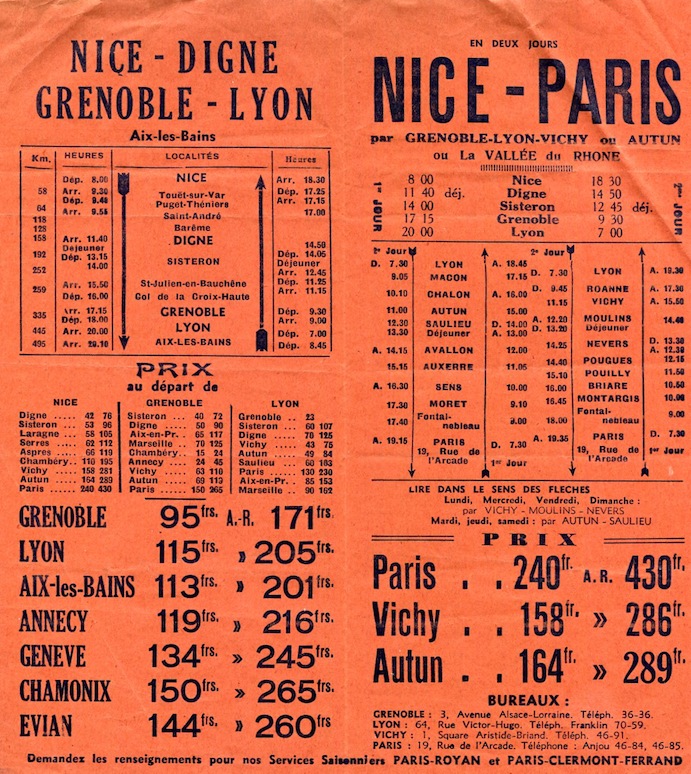 NICE - DIGNE
GRENOBLE - LYON
Aix-les-Bains
Km. HEURES LOCALITÉS Heures
Dép. 8.00 NICE Arr. 18.30
58 Arr. 9.30 Touët-sur-Var Dép. 17.25
Dép. 9.40 Puget-Théniers Arr. 17.15
64 Arr. 9.55 Saint-André 17.00
118
128 Barême
158 Arr. 11.40 DIGNE 14.50
Déjeuner Dép. 14.05
192 Dép. 13.15 SISTERON Déjeuner
14.00 Arr. 12.45
252 Dép. 11.25
Arr. 15.50 St-Julien-en-Bauchêne Arr. 11.15
259 Dép. 16.00 Col de la Croix-Haute
335 Arr. 17.15 GRENOBLE Dép. 9.30
Dép. 18.00 Arr. 9.00
445 Arr. 20.00 LYON Dép. 7.00
495 Arr. 20.10 AIX-LES-BAINS Dép. 8.45
PRIX
au départ de
NICE
Digne ..... 42 76
Sisteron .. 53 96
Laragne ... 58 105
Serres .... 62 112
Aspres .... 66 119
Chambéry. 110 195
Vichy ..... 158 281
Autun .... 164 289
Paris ..... 240 430
GRENOBLE
Sisteron .. 40 72
Digne .... 50 90
Aix-en-Pr.. 65 117
Marseille .. 70 125
Chambéry.. 15 24
Annecy ... 24 45
Vichy .... 63 110
Autun .... 69 113
Paris .... 150 265
LYON
Grenoble .. 23
Sisteron .. 60 107
Digne .... 70 125
Vichy .... 43 75
Autun .... 49 84
Saulieu ... 68 103
Paris .... 130 230
Aix-en-Pr.. 85 153
Marseille .. 90 162
GRENOBLE 95frs. A.-R. 171frs.
LYON 115frs. » 205frs.
AIX-les-BAINS 113frs. » 201frs.
ANNECY 119frs. » 216frs.
GENEVE 134frs. » 245frs.
CHAMONIX 150frs. » 265frs
EVIAN 144frs. » 260frs
EN DEUX JOURS
NICE - PARIS
par GRENOBLE-LYON-VICHY ou AUTUN
ou La VALLÉE du RHONE
1er JOUR
8 00 Nice 18 30
11 40 déj. Digne 14 50
14 00 Sisteron 12 45 déj.
17 15 Grenoble 9 30
20 00 Lyon 7 00
2me JOUR
1er Jour 2e Jour
D. 7.30 LYON A. 18.45
9.05 MACON 17.15
10.10 CHALON A. 16.00
11.00 AUTUN 15.00
12.30 SAULIEU D. 14.00
13.30 Déjeuner A. 13.00
A. 14.15 AVALLON 12.00
15.15 AUXERRE 11.05
A. 16.30 SENS 10.00
17.30 MORET 9.10
17.40 Fontainebleau 9.00
A. 19.15 PARIS D. 7.30
19, Rue de l'Arcade
1er Jour
D. 7.30 LYON A. 19.30
D. 9.45 ROANNE A. 17.30
11.15 VICHY A. 15.50
A. 12.20 MOULINS 14.40
D. 13.20 Déjeuner
14.25 NEVERS D. 13.30
A. 12.30
14.40 POUGUES 12.15
15.10 POUILLY 11.50
16.00 BRIARE 10.50
16.45 MONTARGIS 10.00
18.00 Fontainebleau 9.00
A. 19.35 PARIS D. 7.30
19, Rue de l'Arcade
1er Jour
LIRE DANS LE SENS DES FLECHES
Lundi, Mercredi, Vendredi, Dimanche :
par VICHY - MOULINS - NEVERS
Mardi, jeudi, samedi : par AUTUN - SAULIEU
PRIX
Paris . . 240fr. A.R. 430fr.
Vichy . . 158fr. » 286fr.
Autun . . 164fr. » 289fr.
BUREAUX :
GRENOBLE : 3, Avenue Alsace-Lorraine. Téléph. 36-36.
LYON : 64, Rue Victor-Hugo. Téléph. Franklin 70-59.
VICHY : 1, Square Aristide-Briand. Téléph. 46-91.
PARIS : 19, Rue de l'Arcade. Téléphone : Anjou 46-84, 46-85.
Demandez les renseignements pour nos Services Saisonniers PARIS-ROYAN et PARIS-CLERMONT-FERRAND